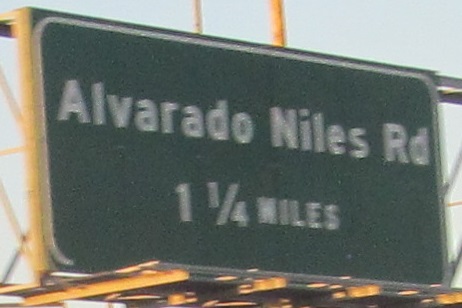 Alvarado Niles Rd
1 1/4 MILES